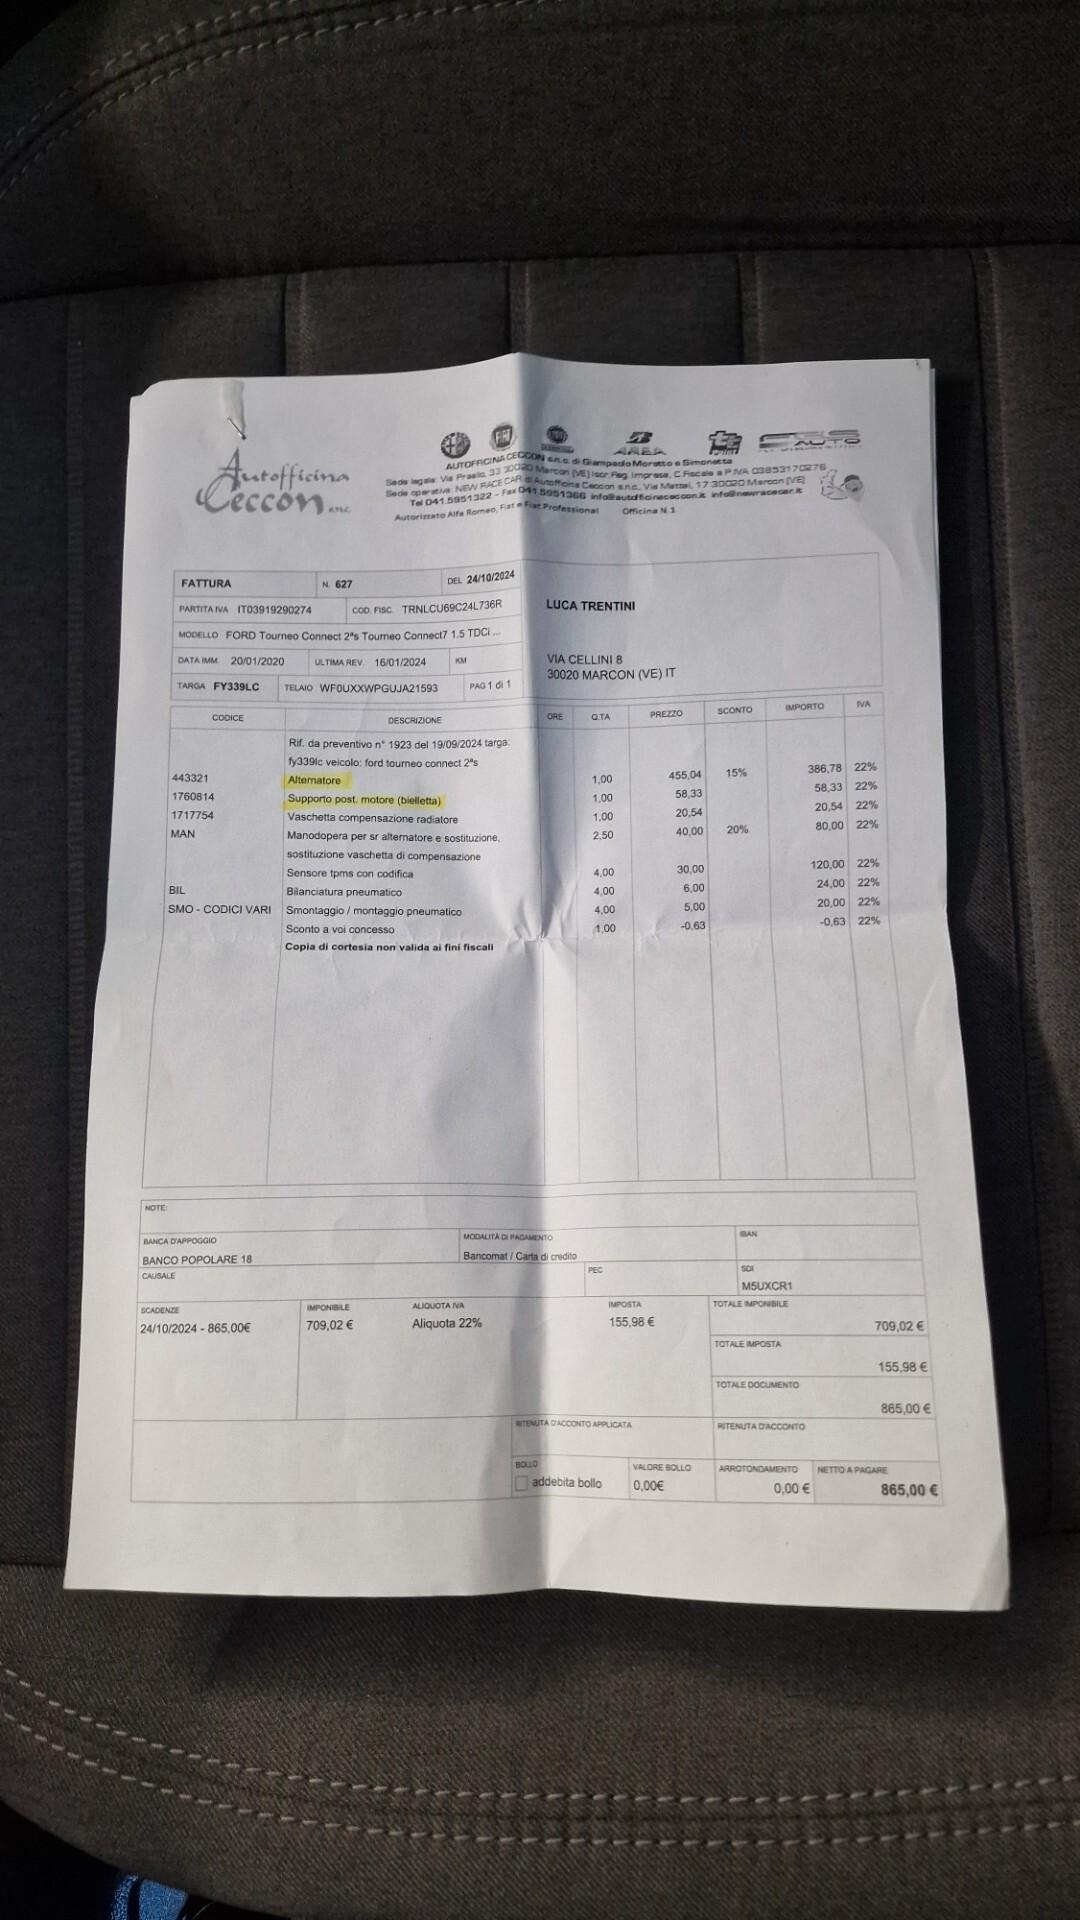 Autofficina
Ceccon s.n.c.
AREA
AUTO
AUTOFFICINA CECCON s.n.c. di Giampaolo Moratto e Simonetta
Sede legale: Via Praello, 33 30020 Marcon (VE) Iscr. Reg. Imprese, C.Fiscale e P.IVA 03853170276
Sede operativa: NEW RACE CAR di Autofficina Ceccon s.n.c., Via Mattei, 17 30020 Marcon (VE)
Tel 041.5951322 - Fax 041.5951366 info@autofficinaceccon.it info@newracecar.it
Autorizzato Alfa Romeo, Fiat e Fiat Professional Officina N.1
FATTURA N. 627 DEL 24/10/2024
PARTITA IVA IT03919290274 COD. FISC. TRNLCU69C24L736R
LUCA TRENTINI
MODELLO FORD Tourneo Connect 2ªs Tourneo Connect7 1.5 TDCi ...
DATA IMM. 20/01/2020 ULTIMA REV. 16/01/2024 KM
VIA CELLINI 8
30020 MARCON (VE) IT
TARGA FY339LC TELAIO WF0UXXWPGUJA21593 PAG 1 di 1
CODICE DESCRIZIONE ORE Q.TA PREZZO SCONTO IMPORTO IVA
Rif. da preventivo n° 1923 del 19/09/2024 targa:
fy339lc veicolo: ford tourneo connect 2ªs
443321 Alternatore 1,00 455,04 15% 386,78 22%
1760814 Supporto post. motore (bielletta) 1,00 58,33 58,33 22%
1717754 Vaschetta compensazione radiatore 1,00 20,54 20,54 22%
MAN Manodopera per sr alternatore e sostituzione, 2,50 40,00 20% 80,00 22%
sostituzione vaschetta di compensazione
Sensore tpms con codifica 4,00 30,00 120,00 22%
BIL Bilanciatura pneumatico 4,00 6,00 24,00 22%
SMO - CODICI VARI Smontaggio / montaggio pneumatico 4,00 5,00 20,00 22%
Sconto a voi concesso 1,00 -0,63 -0,63 22%
Copia di cortesia non valida ai fini fiscali
NOTE:
BANCA D'APPOGGIO MODALITÀ DI PAGAMENTO IBAN
BANCO POPOLARE 18 Bancomat / Carta di credito
CAUSALE PEC SDI
M5UXCR1
SCADENZE IMPONIBILE ALIQUOTA IVA IMPOSTA TOTALE IMPONIBILE
24/10/2024 - 865,00€ 709,02 € Aliquota 22% 155,98 € 709,02 €
TOTALE IMPOSTA
155,98 €
TOTALE DOCUMENTO
865,00 €
RITENUTA D'ACCONTO APPLICATA RITENUTA D'ACCONTO
BOLLO VALORE BOLLO ARROTONDAMENTO NETTO A PAGARE
addebita bollo 0,00€ 0,00 € 865,00 €